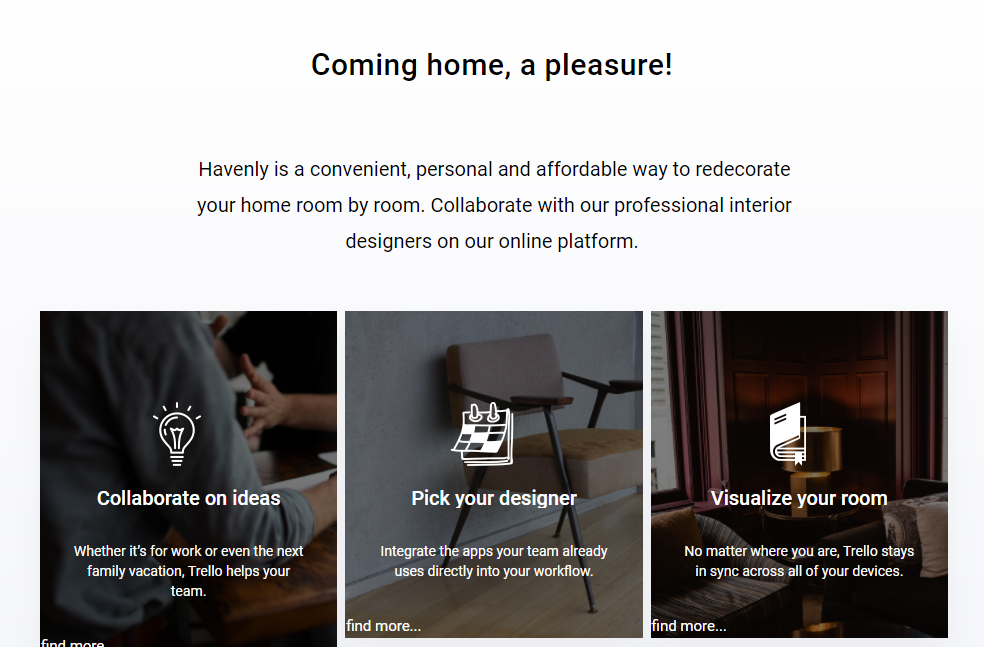 Coming home, a pleasure!
Havenly is a convenient, personal and affordable way to redecorate
your home room by room. Collaborate with our professional interior
designers on our online platform.
Collaborate on ideas
Whether it’s for work or even the next
family vacation, Trello helps your
team.
find more...
Pick your designer
Integrate the apps your team already
uses directly into your workflow.
find more...
Visualize your room
No matter where you are, Trello stays
in sync across all of your devices.
find more...